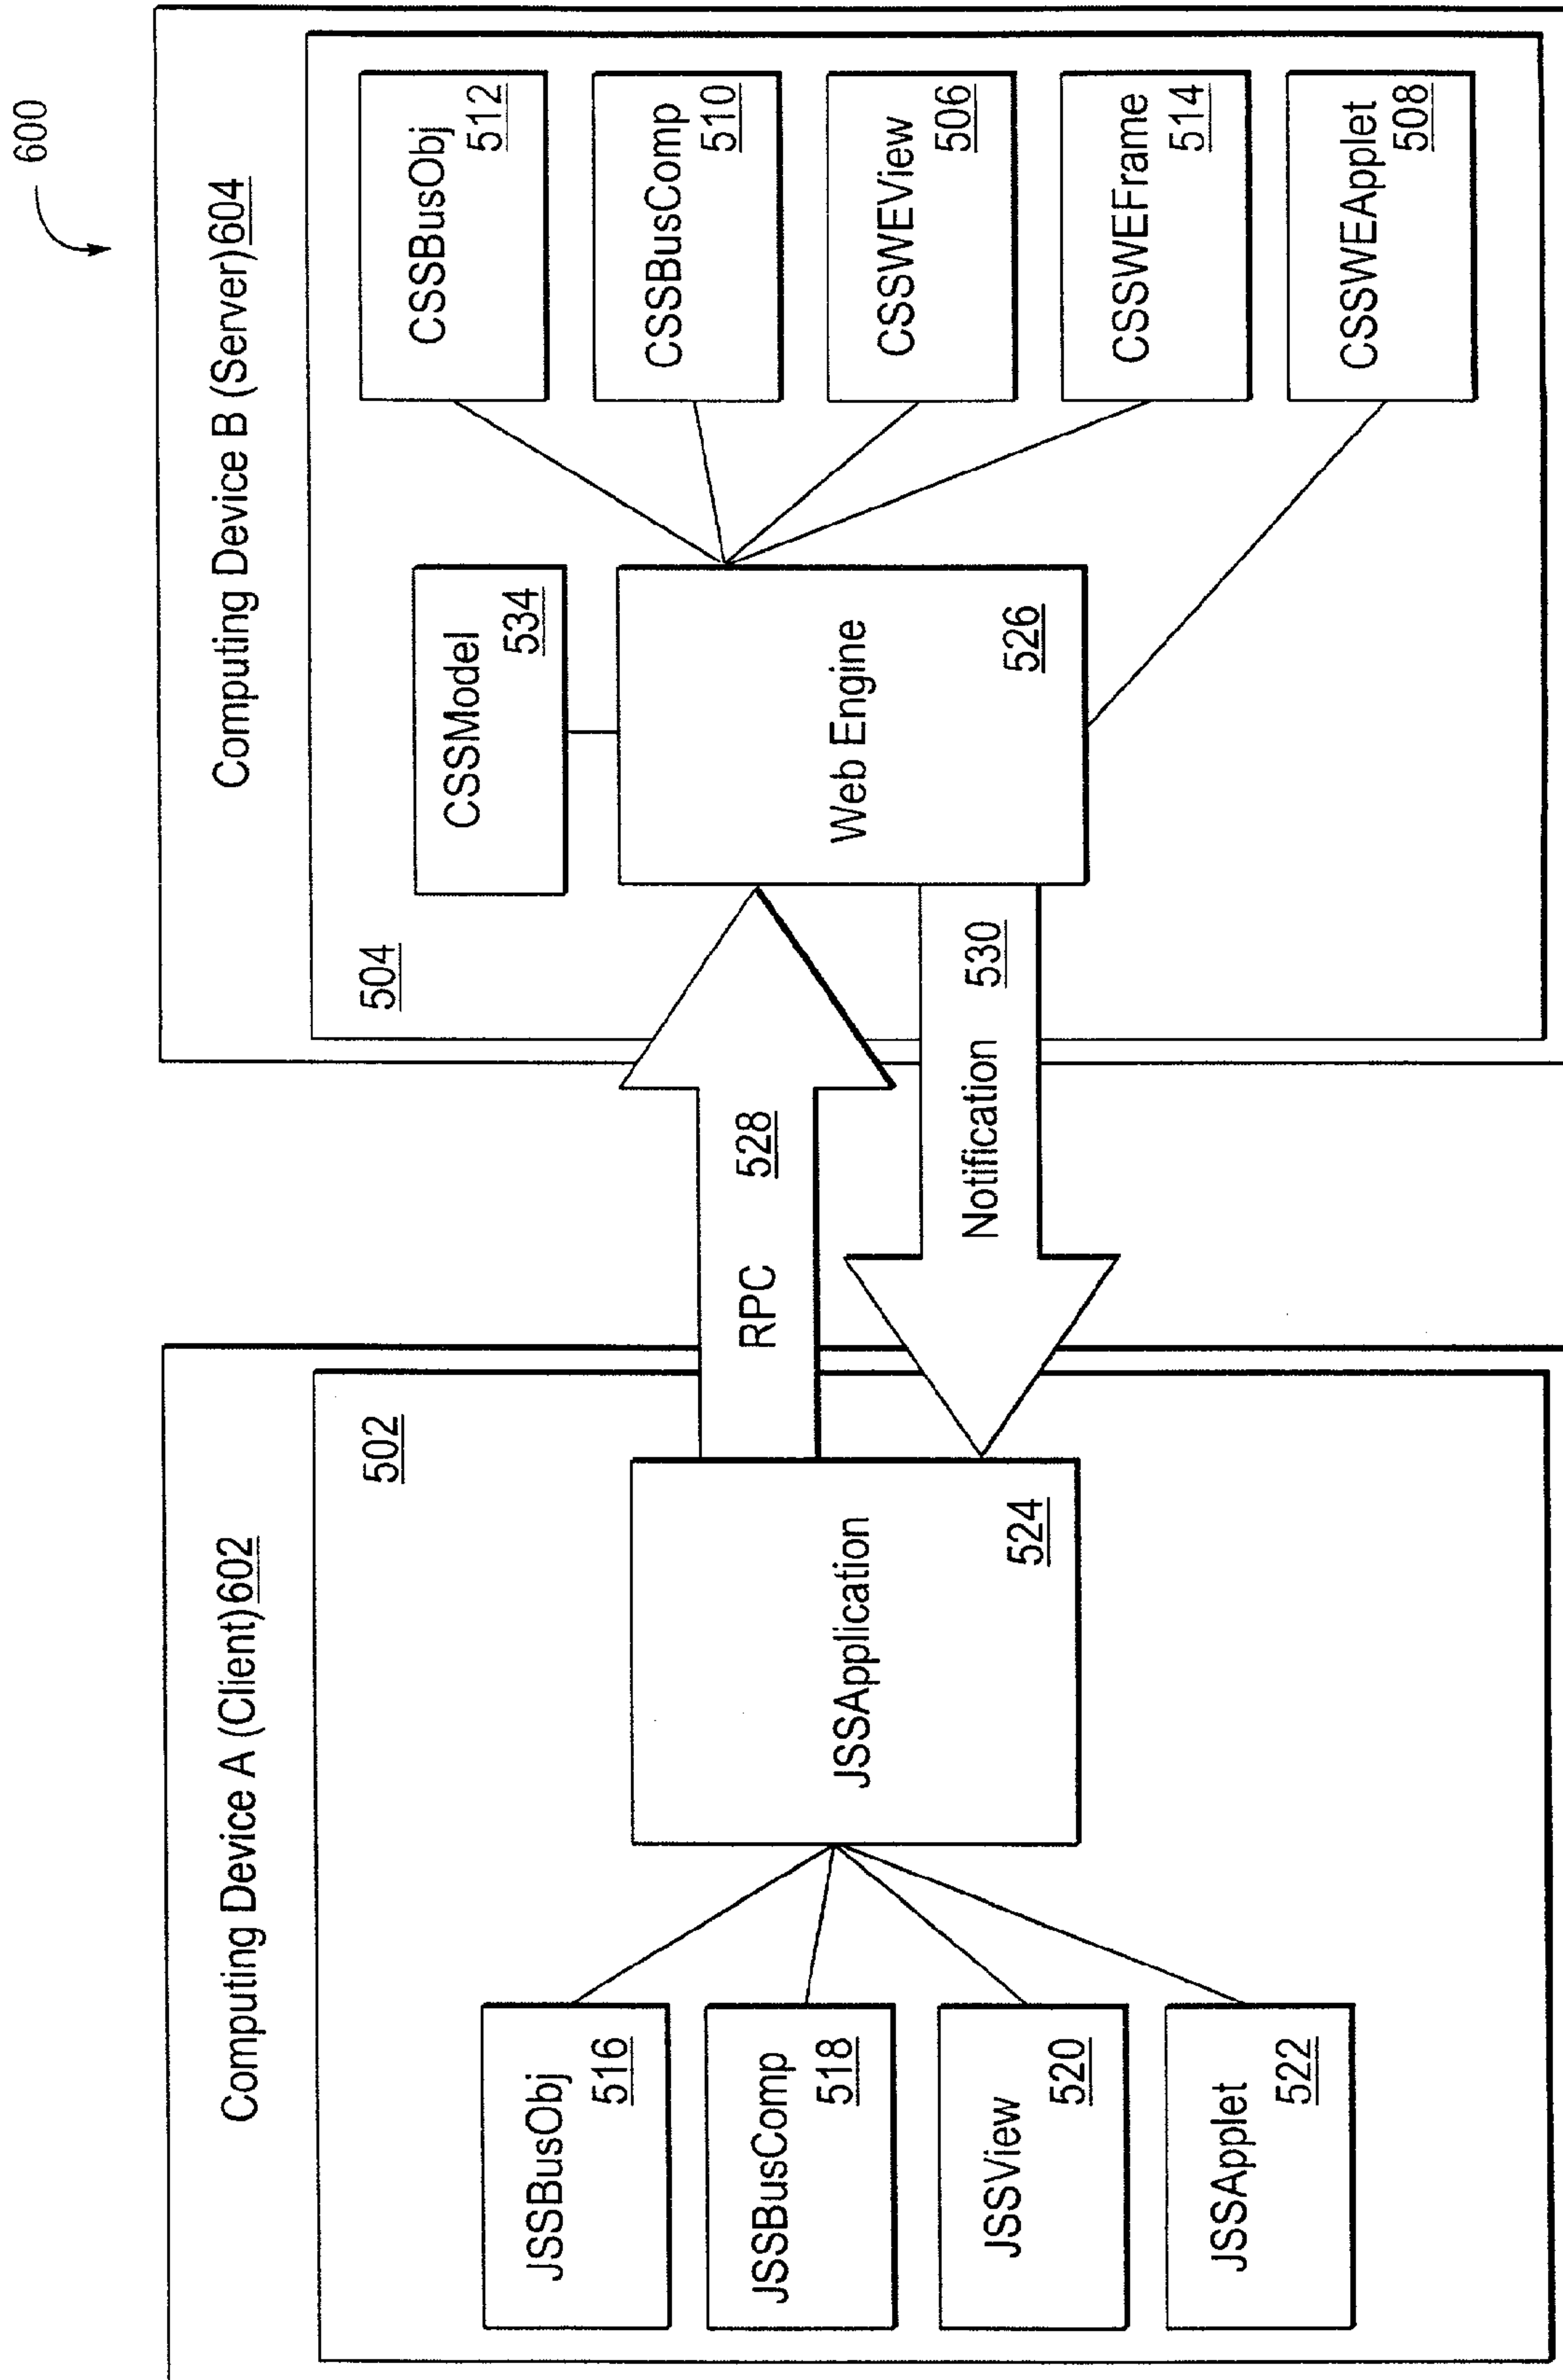 600
Computing Device A (Client) 602
502
JSSBusObj
516
JSSBusComp
518
JSSView
520
JSSApplet
522
JSSApplication
524
RPC 528
Notification 530
Computing Device B (Server) 604
504
CSSModel
534
Web Engine
526
CSSBusObj
512
CSSBusComp
510
CSSWEView
506
CSSWEFrame
514
CSSWEApplet
508